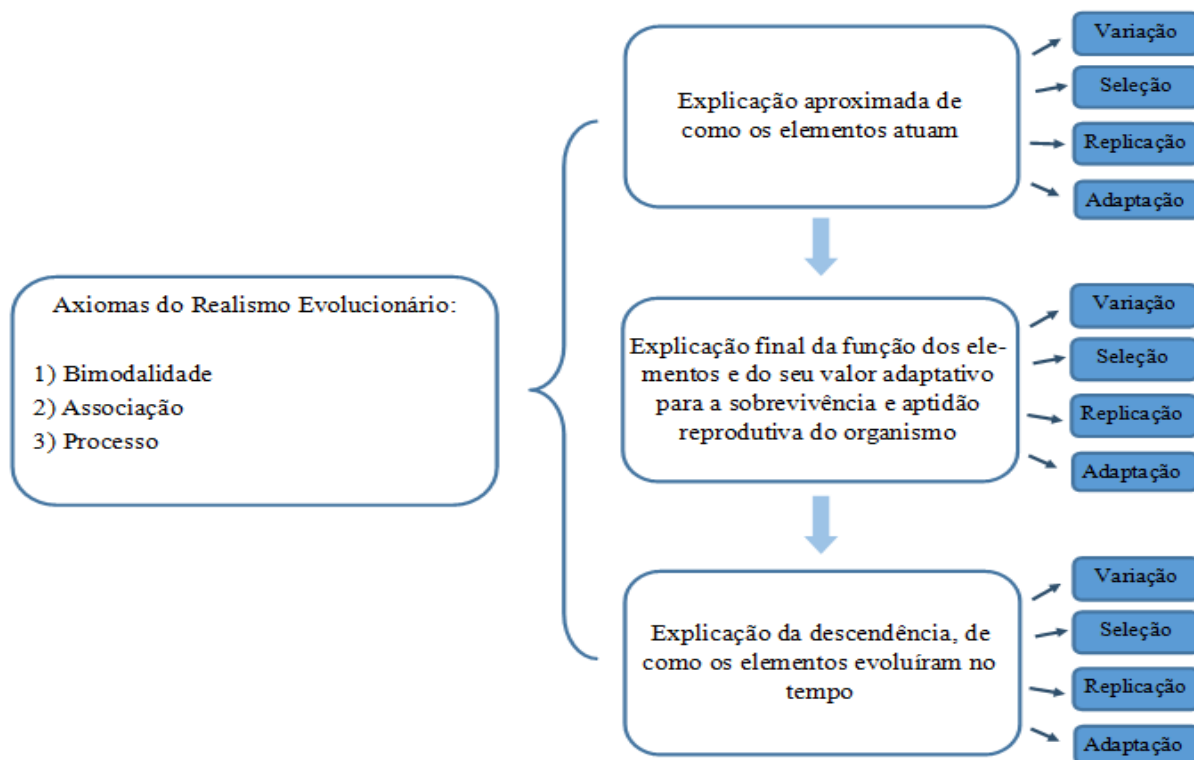 Axiomas do Realismo Evolucionário:
1) Bimodalidade
2) Associação
3) Processo
Explicação aproximada de
como os elementos atuam
Variação
Seleção
Replicação
Adaptação
Explicação final da função dos ele-
mentos e do seu valor adaptativo
para a sobrevivência e aptidão
reprodutiva do organismo
Variação
Seleção
Replicação
Adaptação
Explicação da descendência, de
como os elementos evoluíram no
tempo
Variação
Seleção
Replicação
Adaptação